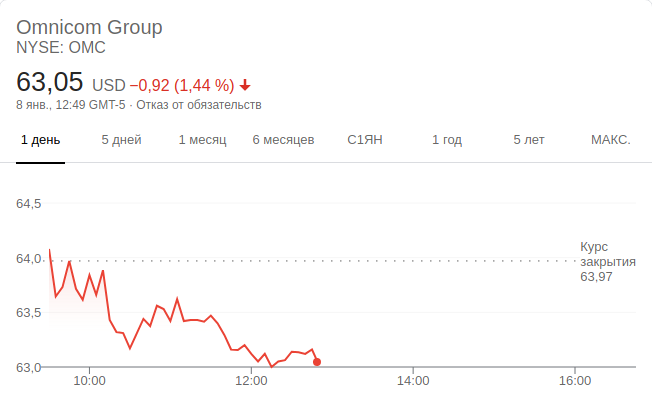 Omnicom Group
NYSE: OMC
63,05 USD −0,92 (1,44 %)
8 янв., 12:49 GMT-5 · Отказ от обязательств
1 день 5 дней 1 месяц 6 месяцев С1ЯН 1 год 5 лет МАКС.
64,5
64,0
63,5
63,0
Курс
закрытия
63,97
10:00 12:00 14:00 16:00